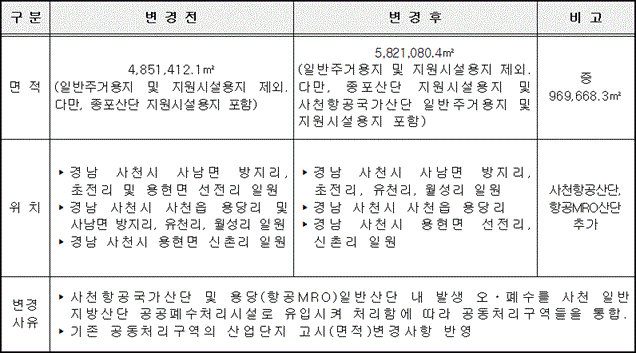 구 분 변 경 전 변 경 후 비 고
면 적
4,851,412.1㎡
(일반주거용지 및 지원시설용지 제외.
다만, 종포산단 지원시설용지 포함)
5,821,080.4㎡
(일반주거용지 및 지원시설용지 제외.
다만, 종포산단 지원시설용지 및
사천항공국가산단 일반주거용지 및
지원시설용지 포함)
증
969,668.3㎡
위 치
▸경남 사천시 사남면 방지리,
초전리 및 용현면 선전리 일원
▸경남 사천시 사천읍 용당리 및
사남면 방지리, 유천리, 월성리 일원
▸경남 사천시 용현면 신촌리 일원
▸경남 사천시 사남면 방지리,
초전리, 유천리, 월성리 일원
▸경남 사천시 사천읍 용당리
▸경남 사천시 용현면 선전리,
신촌리 일원
사천항공산단,
항공MRO산단
추가
변경
사유
▸사천항공국가산단 및 용당(항공MRO)일반산단 내 발생 오・폐수를 사천 일반
지방산단 공공폐수처리시설로 유입시켜 처리함에 따라 공동처리구역들을 통합.
▸기존 공동처리구역의 산업단지 고시(면적)변경사항 반영